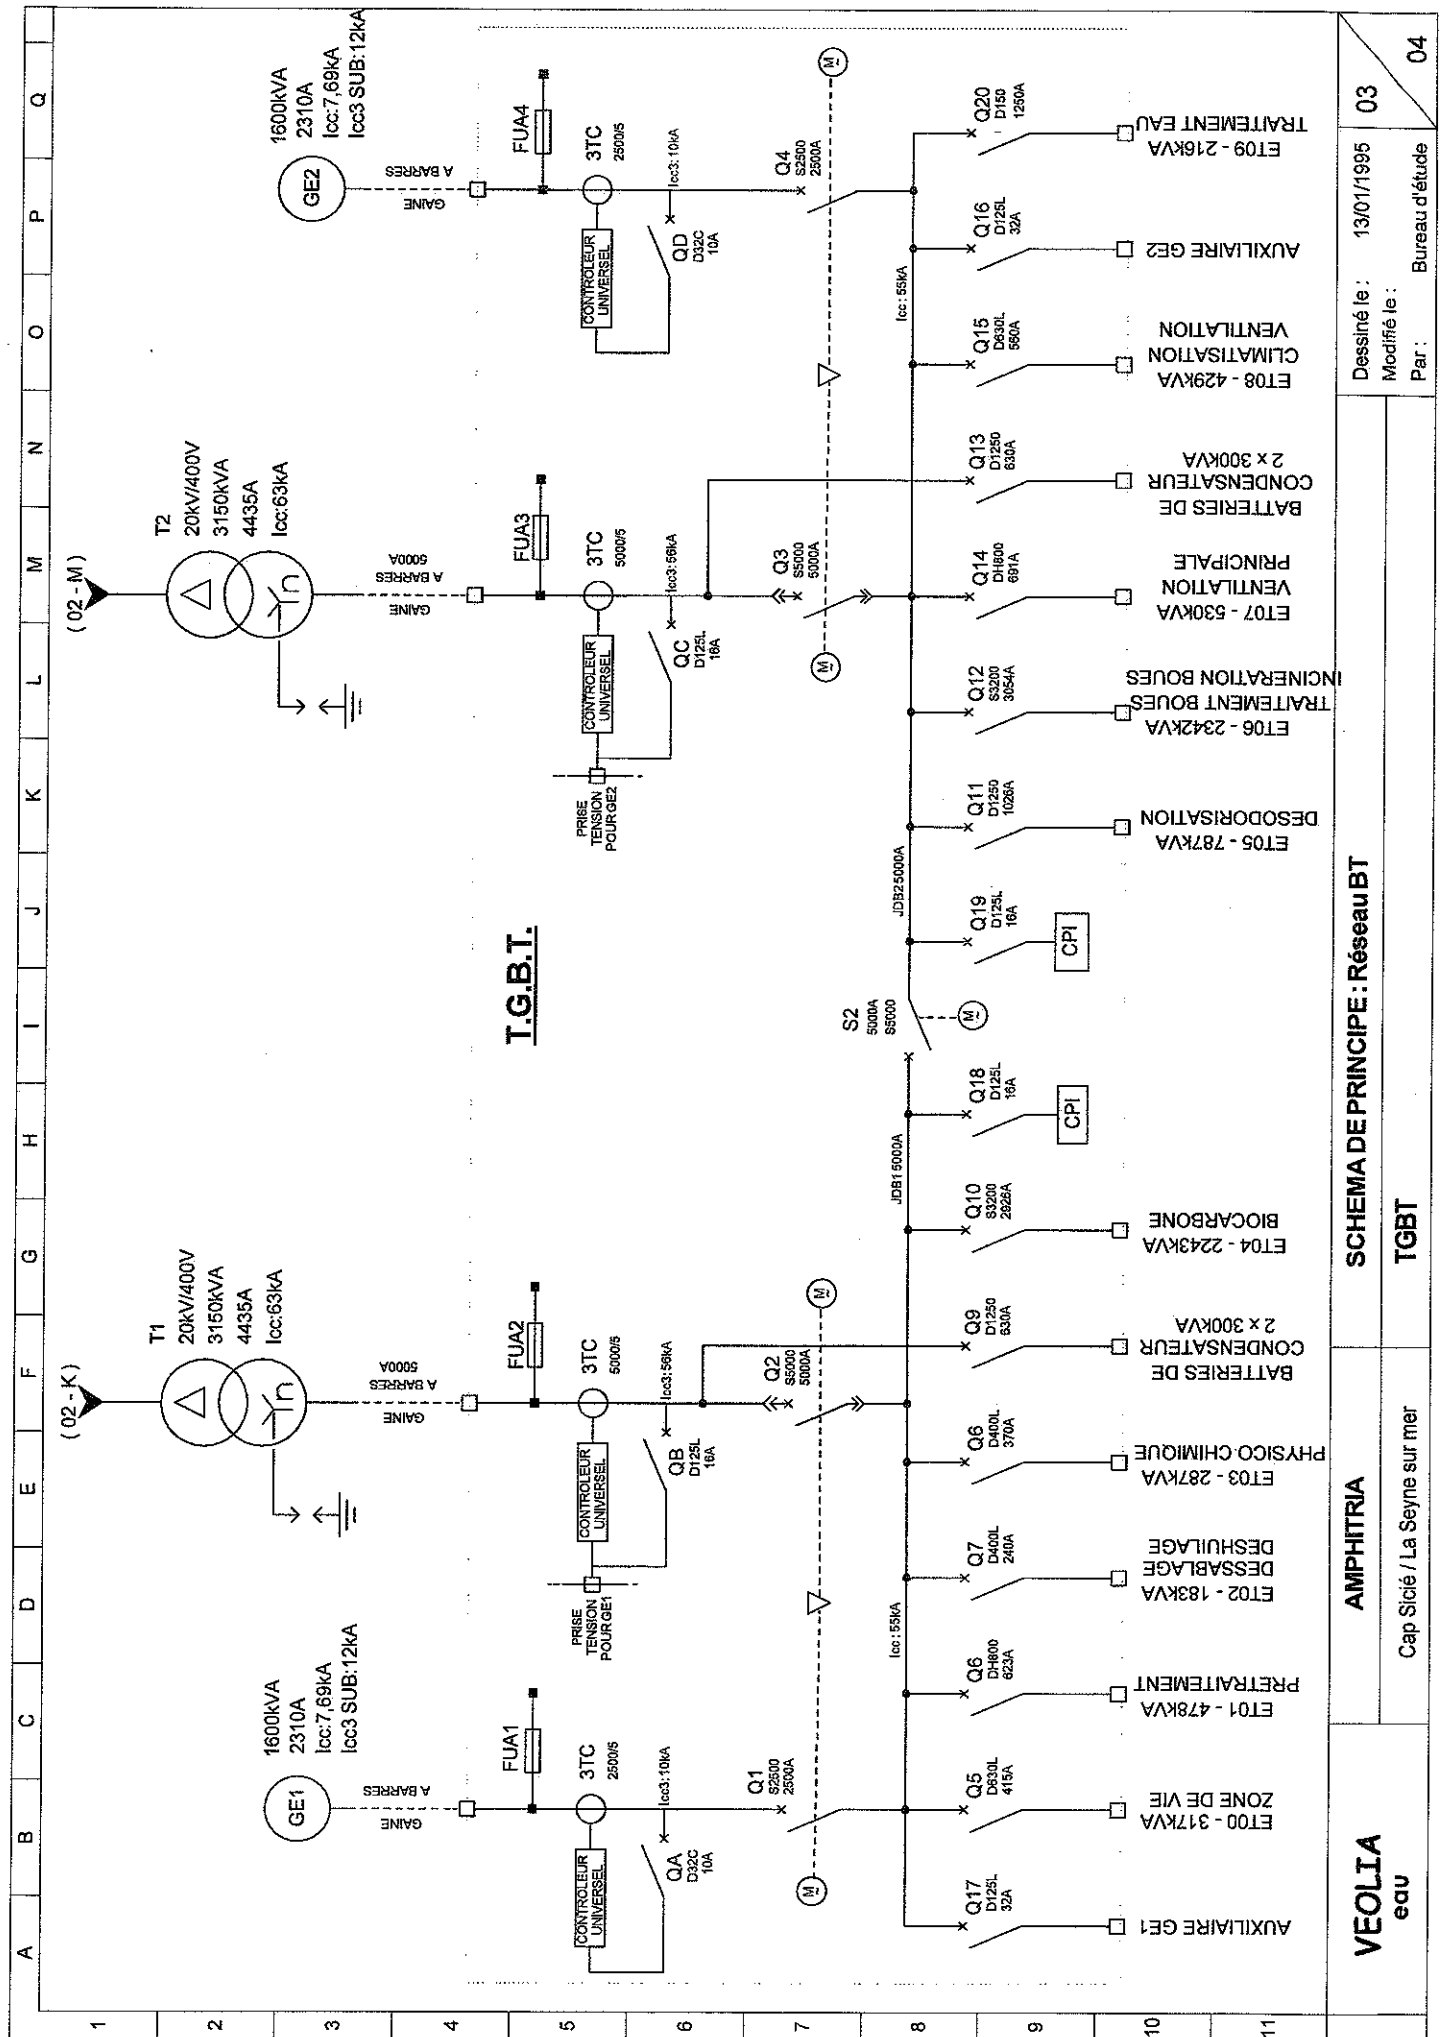 A
B
C
D
E
F
G
H
I
J
K
L
M
N
O
P
Q
1
2
3
4
5
6
7
8
9
10
11
GE1
1600kVA
2310A
Icc:7,69kA
Icc3 SUB:12kA
GAINE
A BARRES
FUA1
3TC
2500/5
CONTROLEUR
UNIVERSEL
Icc3:10kA
QA
D32C
10A
Q1
S2500
2500A
M
~
(02 - K)
T1
20kV/400V
3150kVA
4435A
Icc:63kA
Yn
GAINE
A BARRES
5000A
FUA2
3TC
5000/5
CONTROLEUR
UNIVERSEL
PRISE
TENSION
POUR GE1
Icc3:56kA
QB
D125L
16A
Q2
S5000
5000A
M
~
T.G.B.T.
(02 - M)
T2
20kV/400V
3150kVA
4435A
Icc:63kA
Yn
GAINE
A BARRES
5000A
FUA3
3TC
5000/5
CONTROLEUR
UNIVERSEL
PRISE
TENSION
POUR GE2
Icc3:56kA
QC
D125L
16A
Q3
S5000
5000A
M
~
GE2
1600kVA
2310A
Icc:7,69kA
Icc3 SUB:12kA
GAINE
A BARRES
FUA4
3TC
2500/5
CONTROLEUR
UNIVERSEL
Icc3:10kA
QD
D32C
10A
Q4
S2500
2500A
M
~
Icc : 55kA
JDB1 5000A
S2
5000A
S5000
M
~
JDB2 5000A
Icc : 55kA
Q17
D125L
32A
AUXILIAIRE GE1
Q5
D630L
415A
ET00 - 317kVA
ZONE DE VIE
Q6
DH800
623A
ET01 - 478kVA
PRETRAITEMENT
Q7
D400L
240A
ET02 - 183kVA
DESSABLAGE
DESHUILAGE
Q6
D400L
370A
ET03 - 287kVA
PHYSICO-CHIMIQUE
Q9
D1250
630A
BATTERIES DE
CONDENSATEUR
2 x 300kVA
Q10
S3200
2926A
ET04 - 2243kVA
BIOCARBONE
Q18
D125L
16A
CPI
Q19
D125L
16A
CPI
Q11
D1250
1026A
ET05 - 787kVA
DESODORISATION
Q12
S3200
3054A
ET06 - 2342kVA
TRAITEMENT BOUES
INCINERATION BOUES
Q14
DH800
691A
ET07 - 530kVA
VENTILATION
PRINCIPALE
Q13
D1250
630A
BATTERIES DE
CONDENSATEUR
2 x 300kVA
Q15
D630L
560A
ET08 - 429kVA
CLIMATISATION
VENTILATION
Q16
D125L
32A
AUXILIAIRE GE2
Q20
D150
1250A
ET09 - 216kVA
TRAITEMENT EAU
VEOLIA
eau
AMPHITRIA
Cap Sicié / La Seyne sur mer
SCHEMA DE PRINCIPE : Réseau BT
TGBT
Dessiné le : 13/01/1995
Modifié le :
Par : Bureau d'étude
03
04